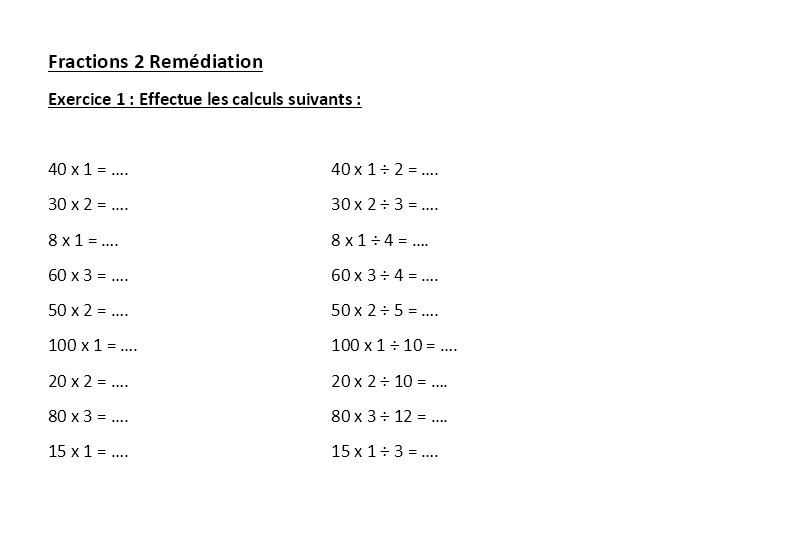 Fractions 2 Remédiation
Exercice 1 : Effectue les calculs suivants :
40 x 1 = .... 40 x 1 ÷ 2 = ....
30 x 2 = .... 30 x 2 ÷ 3 = ....
8 x 1 = .... 8 x 1 ÷ 4 = ....
60 x 3 = .... 60 x 3 ÷ 4 = ....
50 x 2 = .... 50 x 2 ÷ 5 = ....
100 x 1 = .... 100 x 1 ÷ 10 = ....
20 x 2 = .... 20 x 2 ÷ 10 = ....
80 x 3 = .... 80 x 3 ÷ 12 = ....
15 x 1 = .... 15 x 1 ÷ 3 = ....